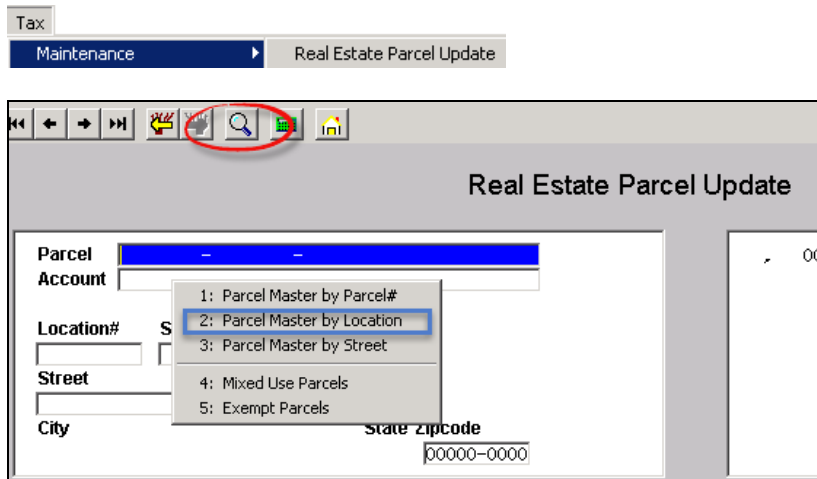 Tax
Maintenance Real Estate Parcel Update
Real Estate Parcel Update
Parcel – –
, 00
Account
1: Parcel Master by Parcel#
2: Parcel Master by Location
Location# S
3: Parcel Master by Street
Street
4: Mixed Use Parcels
5: Exempt Parcels
City State Zipcode
00000-0000